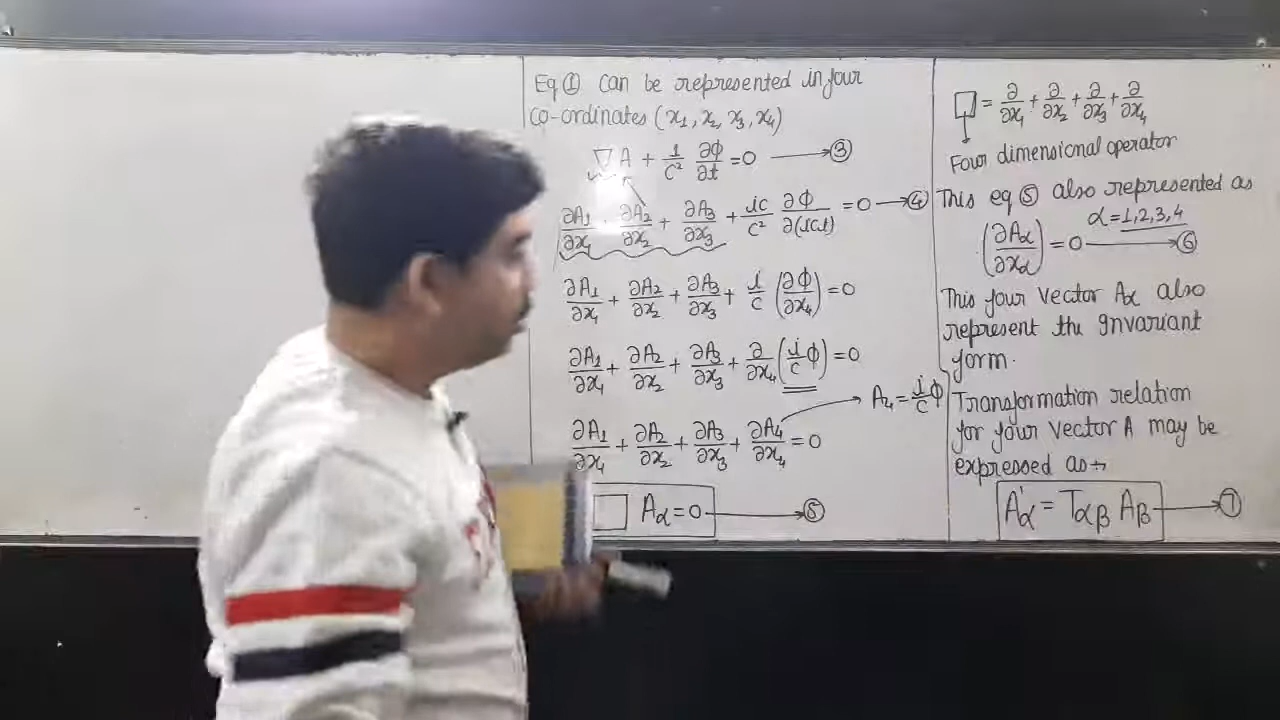 Eq ① can be represented in four
co-ordinates (x₁, x₂, x₃, x₄)
∇ A + 1/c² ∂Φ/∂t = 0 → ③
∂A₁/∂x₁ + ∂A₂/∂x₂ + ∂A₃/∂x₃ + ic/c² ∂Φ/∂(ict) = 0 → ④
∂A₁/∂x₁ + ∂A₂/∂x₂ + ∂A₃/∂x₃ + i/c (∂Φ/∂x₄) = 0
∂A₁/∂x₁ + ∂A₂/∂x₂ + ∂A₃/∂x₃ + ∂/∂x₄ (i/c Φ) = 0
A₄ = i/c Φ
∂A₁/∂x₁ + ∂A₂/∂x₂ + ∂A₃/∂x₃ + ∂A₄/∂x₄ = 0
□ Aα = 0 → ⑤
□ = ∂/∂x₁ + ∂/∂x₂ + ∂/∂x₃ + ∂/∂x₄
Four dimensional operator
This eq ⑤ also represented as
α = 1,2,3,4
(∂Aα/∂xα) = 0 → ⑥
This four vector Aα also
represent the Invariant
form.
Transformation relation
for four vector A may be
expressed as →
A'α = Tαβ Aβ → ⑦